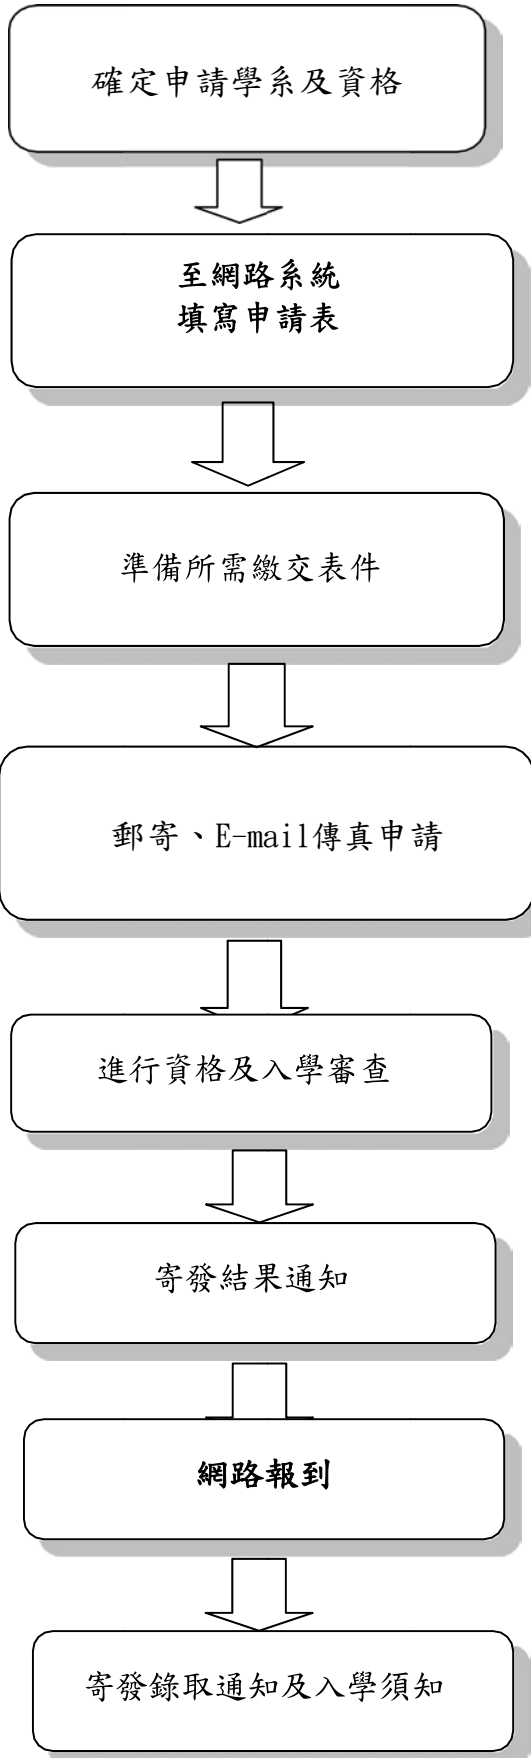 確定申請學系及資格
至網路系統
填寫申請表
準備所需繳交表件
郵寄、E-mail傳真申請
進行資格及入學審查
寄發結果通知
網路報到
寄發錄取通知及入學須知